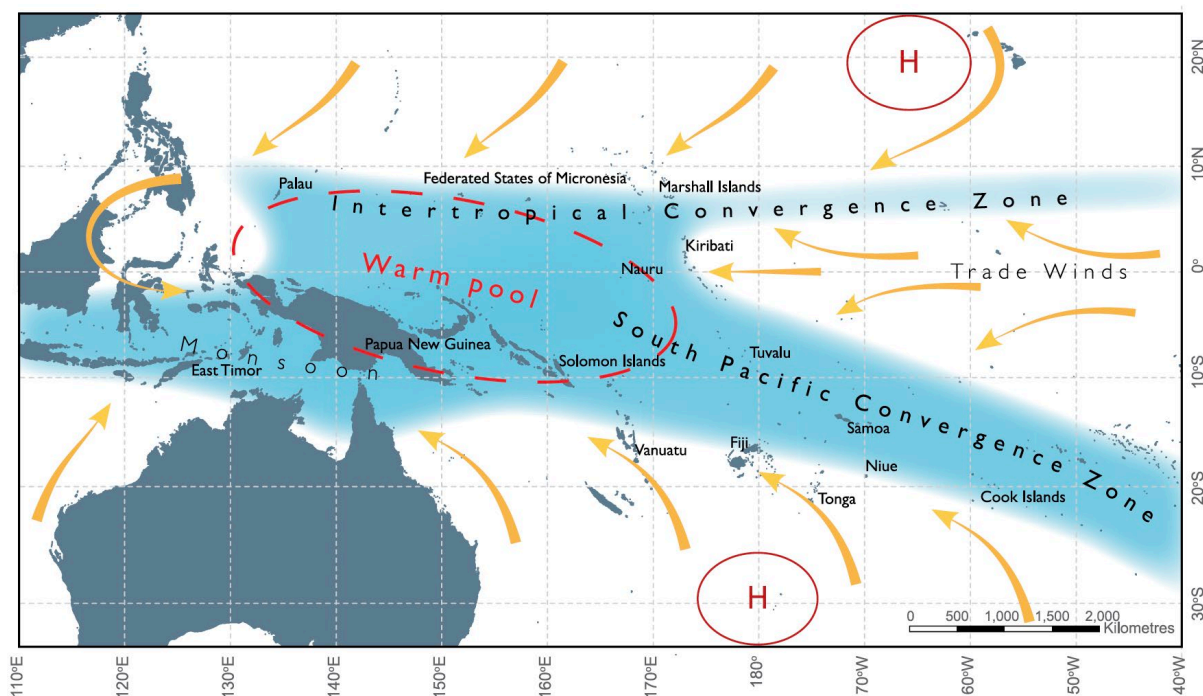 H
20°N
10°N
Palau
Federated States of Micronesia
Marshall Islands
Intertropical Convergence Zone
Kiribati
Warm pool
Nauru
Trade Winds
0°
South Pacific Convergence Zone
Monsoon
Papua New Guinea
East Timor
Solomon Islands
Tuvalu
10°S
Samoa
Vanuatu
Fiji
Niue
Tonga
Cook Islands
20°S
H
30°S
0 500 1,000 1,500 2,000
Kilometres
110°E 120°E 130°E 140°E 150°E 160°E 170°E 180° 170°W 160°W 150°W 140°W